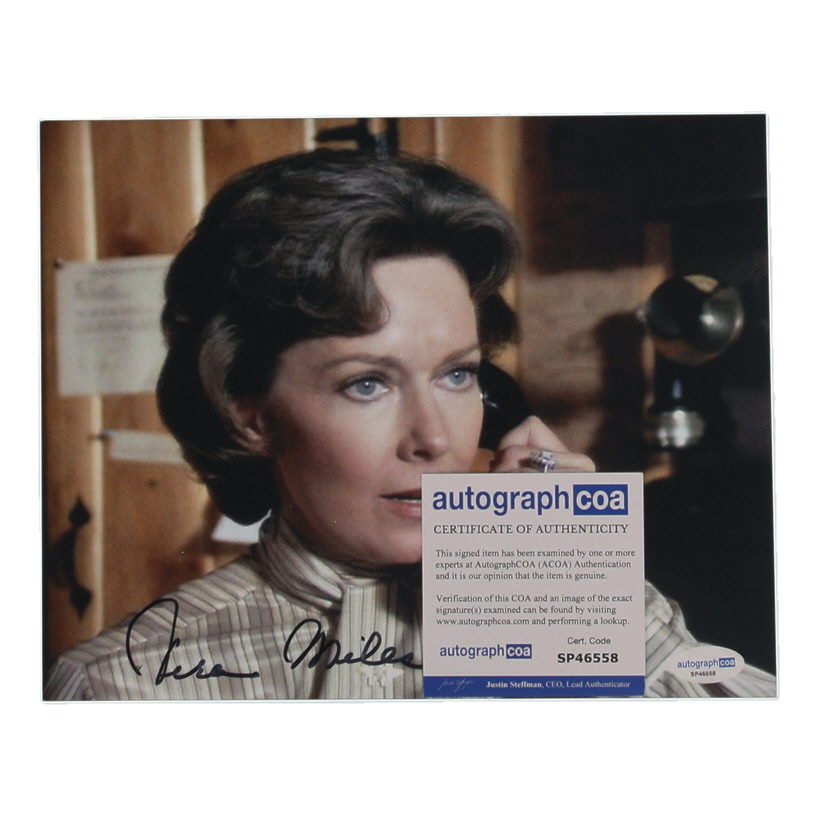 autographcoa
CERTIFICATE OF AUTHENTICITY
This signed item has been examined by one or more
experts at AutographCOA (ACOA) Authentication
and it is our opinion that the item is genuine.
Verification of this COA and an image of the exact
signature(s) examined can be found by visiting
www.autographcoa.com and performing a lookup.
autographcoa
Cert. Code
SP46558
Justin Steffman, CEO, Lead Authenticator
Vera Miles
autographcoa
SP46558